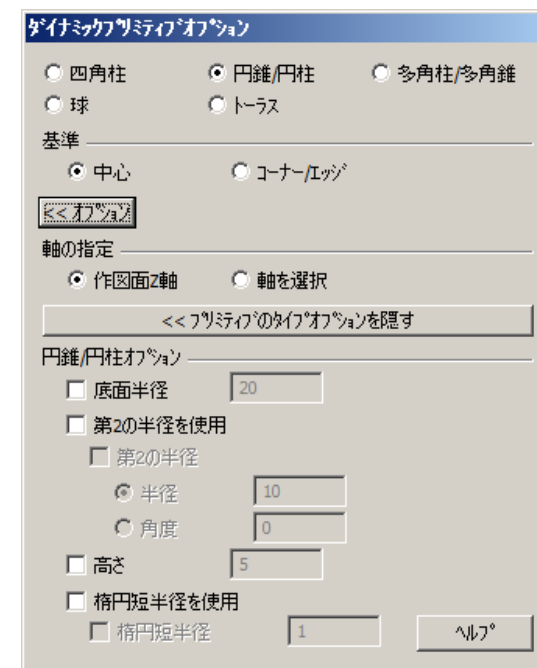 ダイナミックプリミティブオプション
四角柱 円錐/円柱 多角柱/多角錐
球 トーラス
基準
中心 コーナー/エッジ
<< オプション
軸の指定
作図面Z軸 軸を選択
<< プリミティブのタイプオプションを隠す
円錐/円柱オプション
底面半径 20
第2の半径を使用
第2の半径
半径 10
角度 0
高さ 5
楕円短半径を使用
楕円短半径 1 ヘルプ